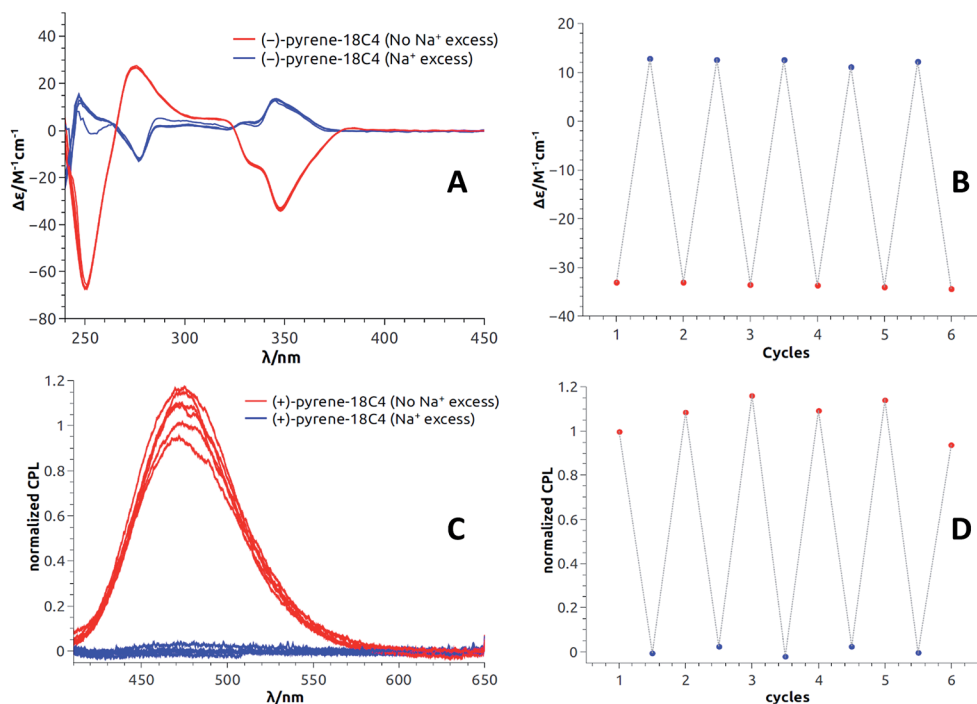 40
20
0
−20
−40
−60
−80
Δε/M⁻¹cm⁻¹
(−)-pyrene-18C4 (No Na⁺ excess)
(−)-pyrene-18C4 (Na⁺ excess)
A
250 300 350 400 450
λ/nm
20
10
0
−10
−20
−30
−40
Δε/M⁻¹cm⁻¹
B
1 2 3 4 5 6
Cycles
1.2
1
0.8
0.6
0.4
0.2
0
normalized CPL
(+)-pyrene-18C4 (No Na⁺ excess)
(+)-pyrene-18C4 (Na⁺ excess)
C
450 500 550 600 650
λ/nm
1.2
1
0.8
0.6
0.4
0.2
0
normalized CPL
D
1 2 3 4 5 6
cycles